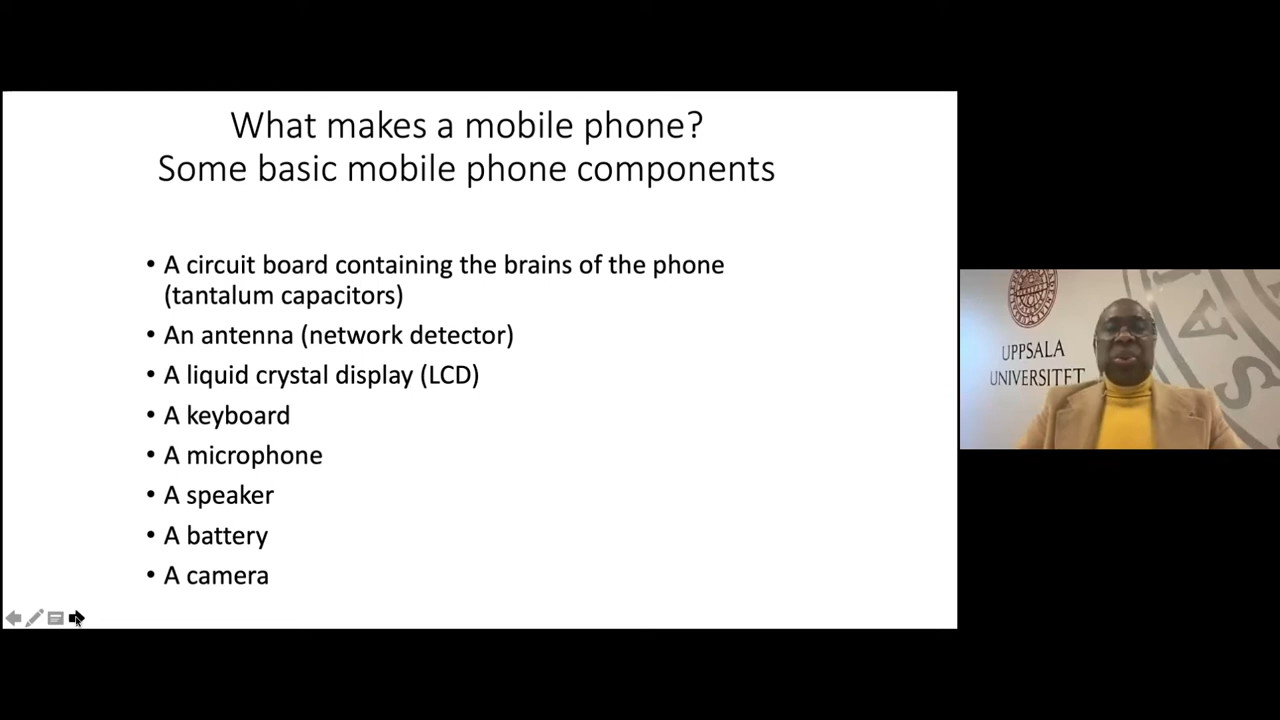 What makes a mobile phone?
Some basic mobile phone components
• A circuit board containing the brains of the phone
(tantalum capacitors)
• An antenna (network detector)
• A liquid crystal display (LCD)
• A keyboard
• A microphone
• A speaker
• A battery
• A camera
UPPSALA
UNIVERSITET